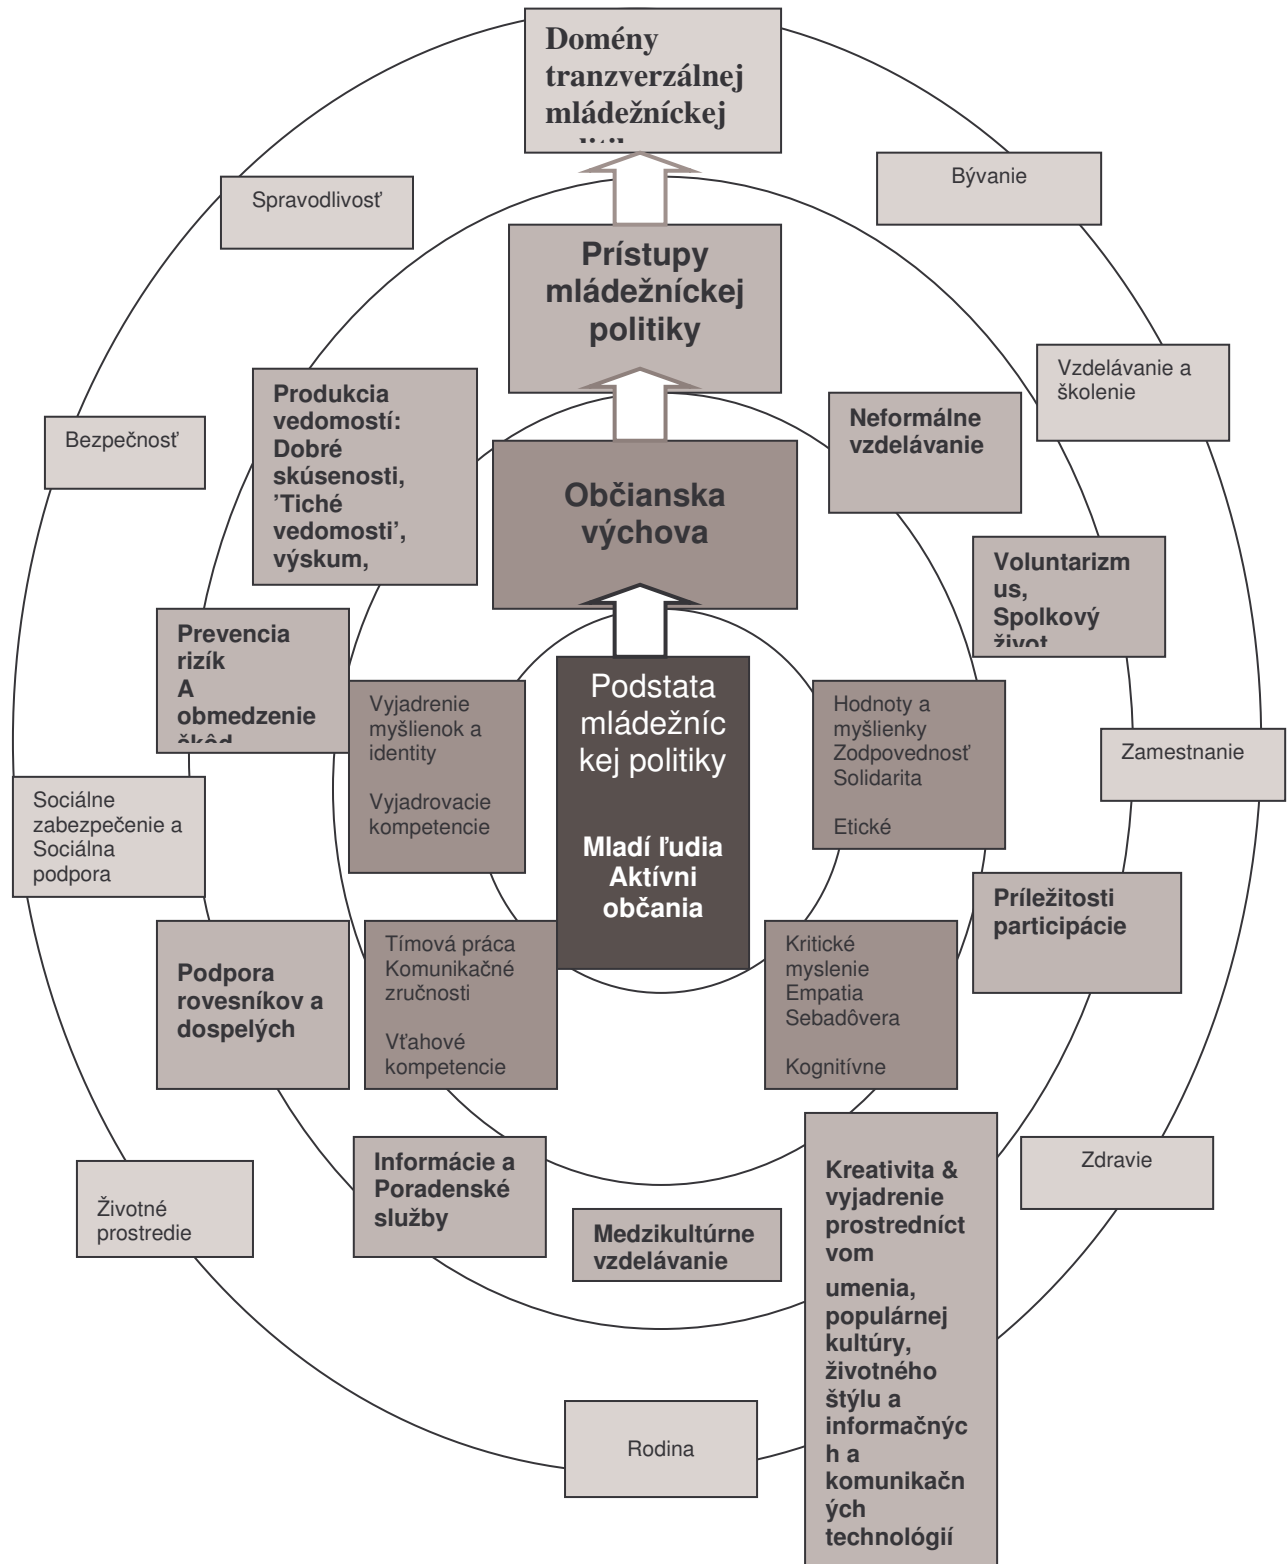 Domény
tranzverzálnej
mládežníckej
Spravodlivosť
Bývanie
Prístupy
mládežníckej
politiky
Vzdelávanie a
školenie
Produkcia
vedomostí:
Dobré
skúsenosti,
’Tiché
vedomosti’,
výskum,
Neformálne
vzdelávanie
Bezpečnosť
Občianska
výchova
Voluntarizm
us,
Spolkový
život
Prevencia
rizík
A
obmedzenie
škôd
Vyjadrenie
myšlienok a
identity
Vyjadrovacie
kompetencie
Podstata
mládežníc
kej politiky
Mladí ľudia
Aktívni
občania
Hodnoty a
myšlienky
Zodpovednosť
Solidarita
Etické
Zamestnanie
Sociálne
zabezpečenie a
Sociálna
podpora
Príležitosti
participácie
Podpora
rovesníkov a
dospelých
Tímová práca
Komunikačné
zručnosti
Vťahové
kompetencie
Kritické
myslenie
Empatia
Sebadôvera
Kognitívne
Informácie a
Poradenské
služby
Medzikultúrne
vzdelávanie
Kreativita &
vyjadrenie
prostredníct
vom
umenia,
populárnej
kultúry,
životného
štýlu a
informačnýc
h a
komunikačn
ých
technológií
Zdravie
Životné
prostredie
Rodina